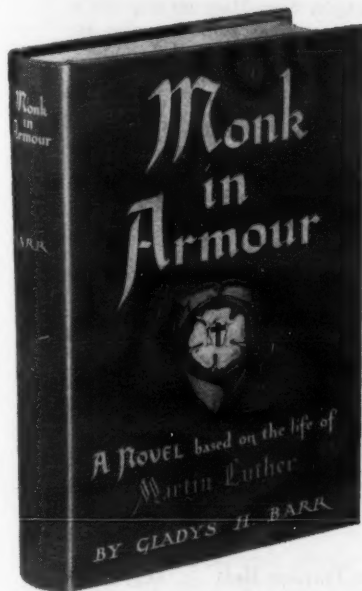 Monk
in
Armour
BARR
Monk
in
Armour
A NOVEL based on the life of
Martin Luther
BY GLADYS H. BARR